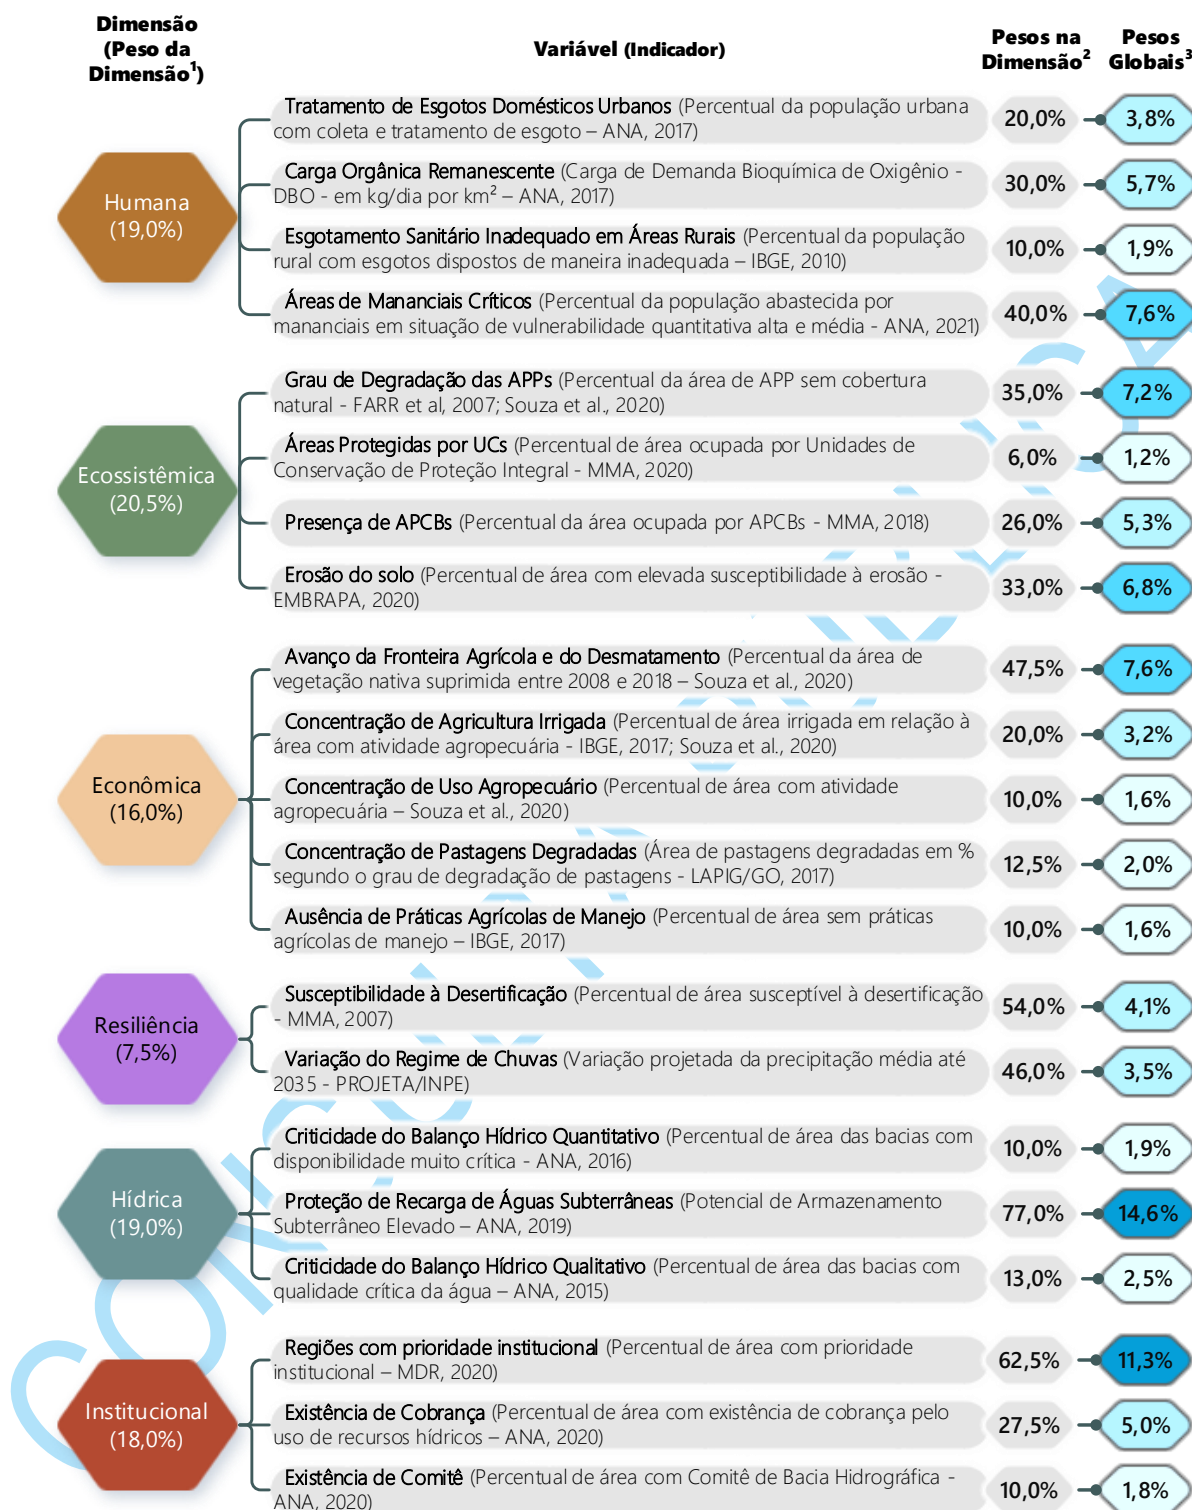 Dimensão
(Peso da
Dimensão¹)
Variável (Indicador)
Pesos na
Dimensão²
Pesos
Globais³
Humana
(19,0%)
Tratamento de Esgotos Domésticos Urbanos (Percentual da população urbana
com coleta e tratamento de esgoto – ANA, 2017)
20,0%
3,8%
Carga Orgânica Remanescente (Carga de Demanda Bioquímica de Oxigênio -
DBO - em kg/dia por km² – ANA, 2017)
30,0%
5,7%
Esgotamento Sanitário Inadequado em Áreas Rurais (Percentual da população
rural com esgotos dispostos de maneira inadequada – IBGE, 2010)
10,0%
1,9%
Áreas de Mananciais Críticos (Percentual da população abastecida por
mananciais em situação de vulnerabilidade quantitativa alta e média - ANA, 2021)
40,0%
7,6%
Ecossistêmica
(20,5%)
Grau de Degradação das APPs (Percentual da área de APP sem cobertura
natural - FARR et al, 2007; Souza et al., 2020)
35,0%
7,2%
Áreas Protegidas por UCs (Percentual de área ocupada por Unidades de
Conservação de Proteção Integral - MMA, 2020)
6,0%
1,2%
Presença de APCBs (Percentual da área ocupada por APCBs - MMA, 2018)
26,0%
5,3%
Erosão do solo (Percentual de área com elevada susceptibilidade à erosão -
EMBRAPA, 2020)
33,0%
6,8%
Econômica
(16,0%)
Avanço da Fronteira Agrícola e do Desmatamento (Percentual da área de
vegetação nativa suprimida entre 2008 e 2018 – Souza et al., 2020)
47,5%
7,6%
Concentração de Agricultura Irrigada (Percentual de área irrigada em relação à
área com atividade agropecuária - IBGE, 2017; Souza et al., 2020)
20,0%
3,2%
Concentração de Uso Agropecuário (Percentual de área com atividade
agropecuária – Souza et al., 2020)
10,0%
1,6%
Concentração de Pastagens Degradadas (Área de pastagens degradadas em %
segundo o grau de degradação de pastagens - LAPIG/GO, 2017)
12,5%
2,0%
Ausência de Práticas Agrícolas de Manejo (Percentual de área sem práticas
agrícolas de manejo – IBGE, 2017)
10,0%
1,6%
Resiliência
(7,5%)
Susceptibilidade à Desertificação (Percentual de área susceptível à desertificação
- MMA, 2007)
54,0%
4,1%
Variação do Regime de Chuvas (Variação projetada da precipitação média até
2035 - PROJETA/INPE)
46,0%
3,5%
Hídrica
(19,0%)
Criticidade do Balanço Hídrico Quantitativo (Percentual de área das bacias com
disponibilidade muito crítica - ANA, 2016)
10,0%
1,9%
Proteção de Recarga de Águas Subterrâneas (Potencial de Armazenamento
Subterrâneo Elevado – ANA, 2019)
77,0%
14,6%
Criticidade do Balanço Hídrico Qualitativo (Percentual de área das bacias com
qualidade crítica da água – ANA, 2015)
13,0%
2,5%
Institucional
(18,0%)
Regiões com prioridade institucional (Percentual de área com prioridade
institucional – MDR, 2020)
62,5%
11,3%
Existência de Cobrança (Percentual de área com existência de cobrança pelo
uso de recursos hídricos – ANA, 2020)
27,5%
5,0%
Existência de Comitê (Percentual de área com Comitê de Bacia Hidrográfica -
ANA, 2020)
10,0%
1,8%